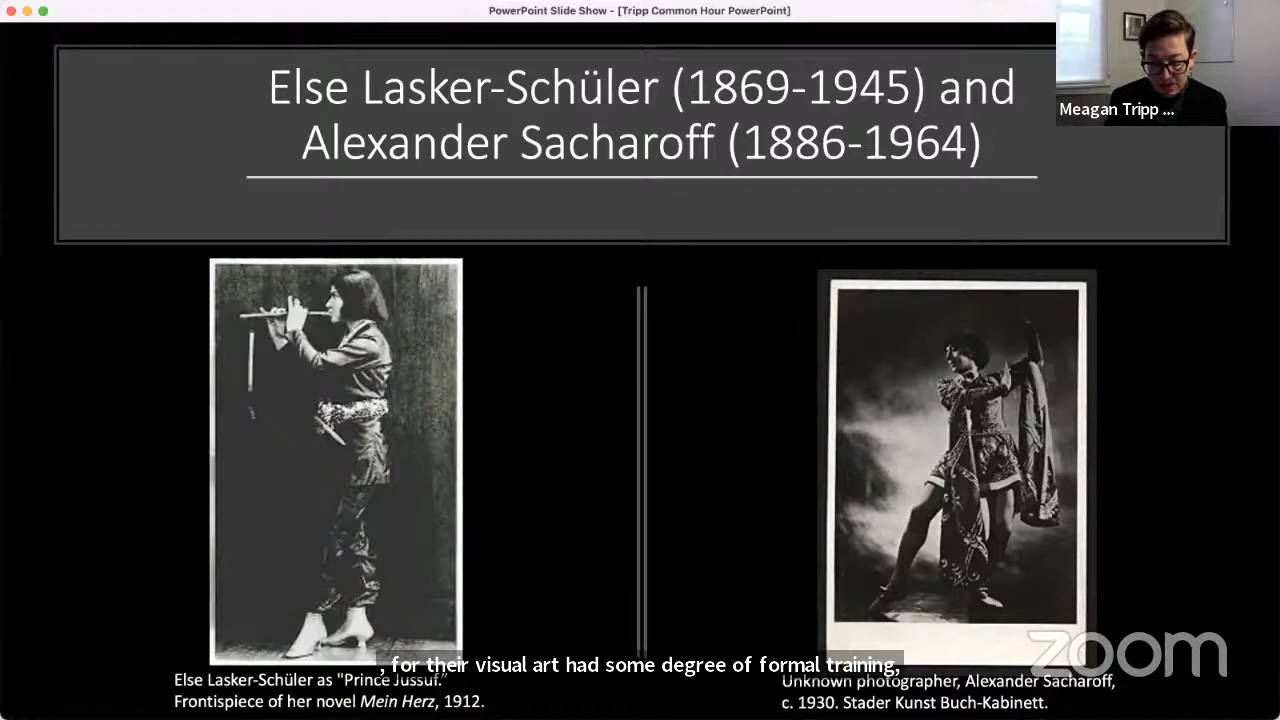 PowerPoint Slide Show - [Tripp Common Hour PowerPoint]
Else Lasker-Schüler (1869-1945) and
Alexander Sacharoff (1886-1964)
Meagan Tripp ...
, for their visual art had some degree of formal training,
Else Lasker-Schüler as "Prince Jussuf."
Frontispiece of her novel Mein Herz, 1912.
Unknown photographer, Alexander Sacharoff,
c. 1930. Stader Kunst Buch-Kabinett.
zoom